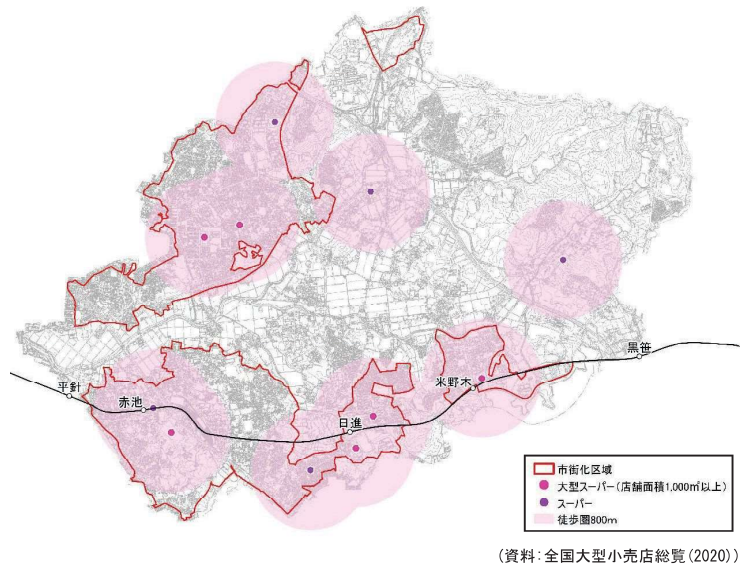 黒笹
米野木
平針
赤池
日進
市街化区域
大型スーパー(店舗面積1,000㎡以上)
スーパー
徒歩圏800m
(資料:全国大型小売店総覧(2020))